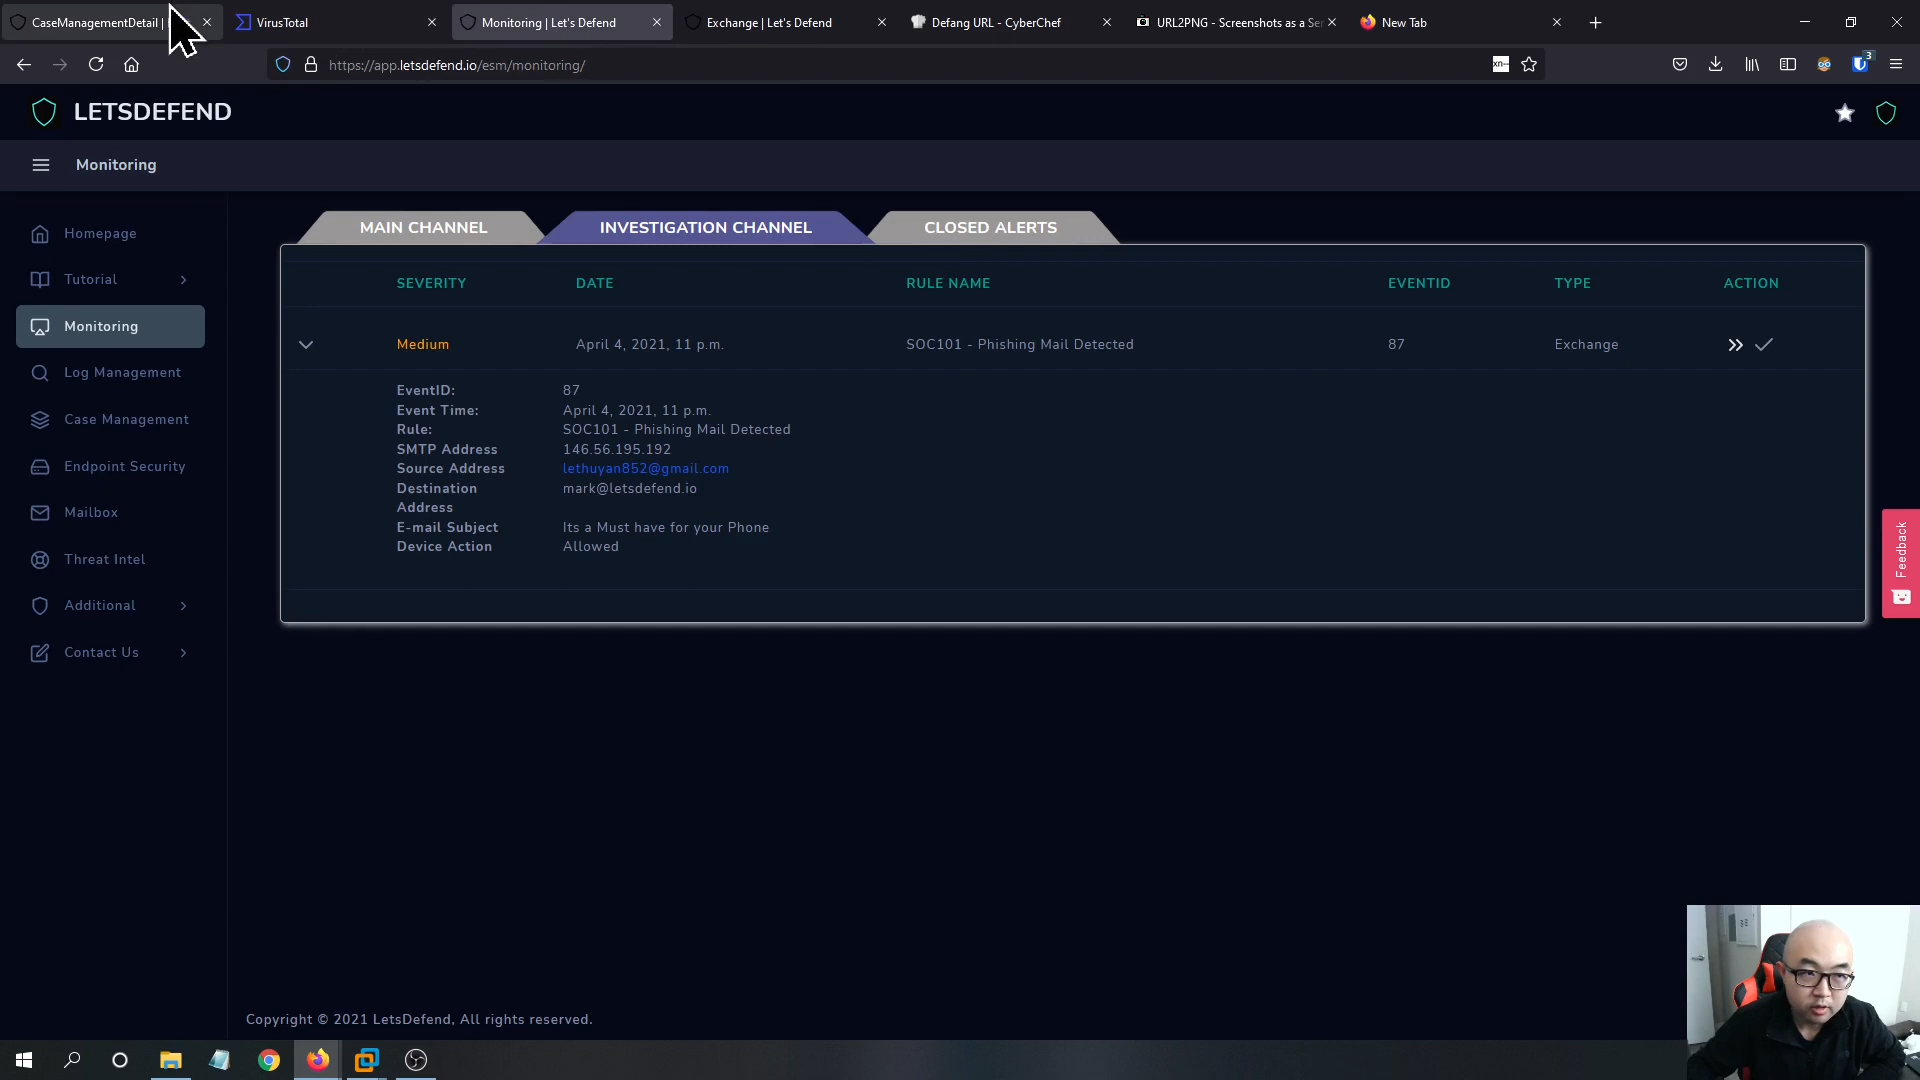 CaseManagementDetail |
VirusTotal
Monitoring | Let's Defend
Exchange | Let's Defend
Defang URL - CyberChef
URL2PNG - Screenshots as a Ser
New Tab
https://app.letsdefend.io/esm/monitoring/
xn--
3
LETSDEFEND
Monitoring
Homepage
Tutorial
Monitoring
Log Management
Case Management
Endpoint Security
Mailbox
Threat Intel
Additional
Contact Us
MAIN CHANNEL
INVESTIGATION CHANNEL
CLOSED ALERTS
SEVERITY DATE RULE NAME EVENTID TYPE ACTION
Medium April 4, 2021, 11 p.m. SOC101 - Phishing Mail Detected 87 Exchange
EventID: 87
Event Time: April 4, 2021, 11 p.m.
Rule: SOC101 - Phishing Mail Detected
SMTP Address 146.56.195.192
Source Address lethuyan852@gmail.com
Destination mark@letsdefend.io
Address
E-mail Subject Its a Must have for your Phone
Device Action Allowed
Feedback
Copyright © 2021 LetsDefend, All rights reserved.